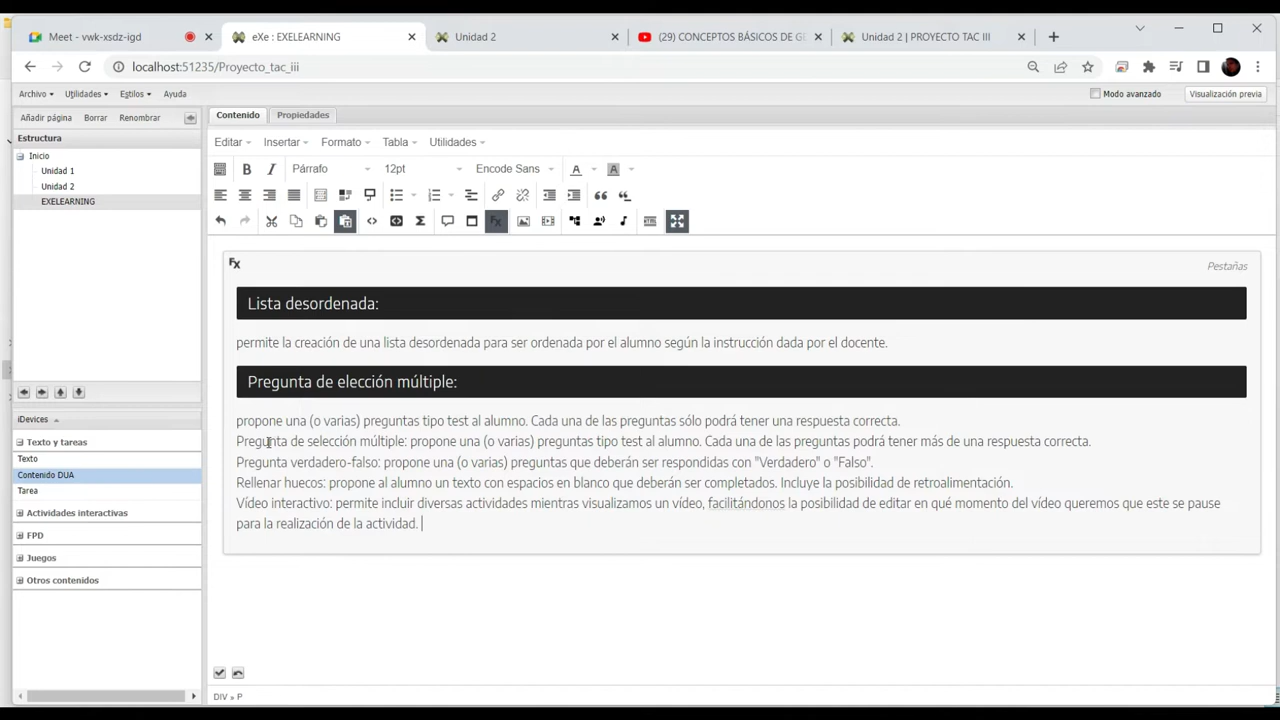 Meet - vwk-xsdz-igd
eXe : EXELEARNING
Unidad 2
(29) CONCEPTOS BÁSICOS DE GE
Unidad 2 | PROYECTO TAC III
localhost:51235/Proyecto_tac_iii
Archivo Utilidades Estilos Ayuda
Modo avanzado
Visualización previa
Añadir página Borrar Renombrar
Contenido Propiedades
Estructura
Editar Insertar Formato Tabla Utilidades
Inicio
Unidad 1
Unidad 2
EXELEARNING
Párrafo 12pt Encode Sans A A
Pestañas
Lista desordenada:
permite la creación de una lista desordenada para ser ordenada por el alumno según la instrucción dada por el docente.
Pregunta de elección múltiple:
propone una (o varias) preguntas tipo test al alumno. Cada una de las preguntas sólo podrá tener una respuesta correcta.
Pregunta de selección múltiple: propone una (o varias) preguntas tipo test al alumno. Cada una de las preguntas podrá tener más de una respuesta correcta.
Pregunta verdadero-falso: propone una (o varias) preguntas que deberán ser respondidas con "Verdadero" o "Falso".
Rellenar huecos: propone al alumno un texto con espacios en blanco que deberán ser completados. Incluye la posibilidad de retroalimentación.
Vídeo interactivo: permite incluir diversas actividades mientras visualizamos un vídeo, facilitándonos la posibilidad de editar en qué momento del vídeo queremos que este se pause
para la realización de la actividad.
iDevices
Texto y tareas
Texto
Contenido DUA
Tarea
Actividades interactivas
FPD
Juegos
Otros contenidos
DIV » P